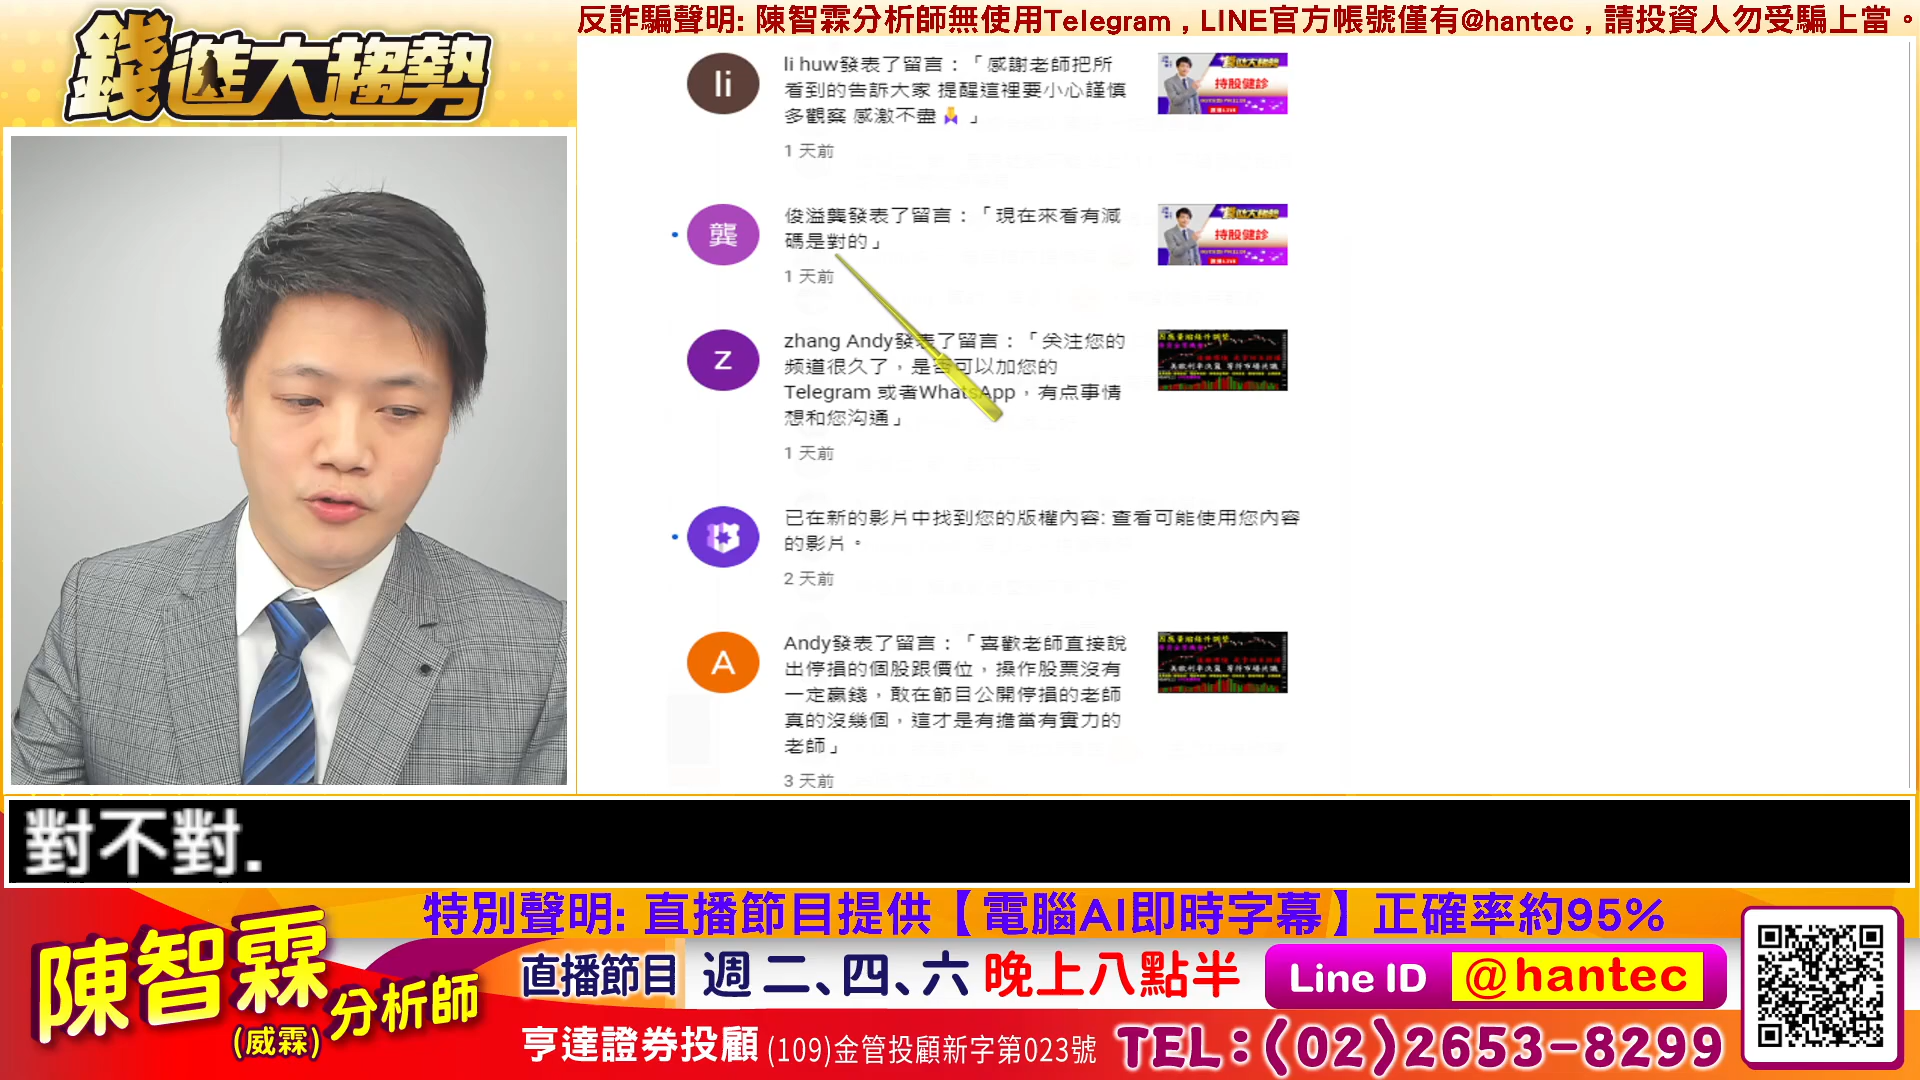 反詐騙聲明: 陳智霖分析師無使用Telegram , LINE官方帳號僅有@hantec , 請投資人勿受騙上當。
錢進大趨勢
li
li huw發表了留言：「感謝老師把所
看到的告訴大家 提醒這裡要小心謹慎
多觀察 感激不盡🙇」
1 天前
持股健診
龔
俊溢龔發表了留言：「現在來看有減
碼是對的」
1 天前
持股健診
Z
zhang Andy發表了留言：「关注您的
频道很久了，是否可以加您的
Telegram 或者WhatsApp，有点事情
想和您沟通」
1 天前
已在新的影片中找到您的版權內容: 查看可能使用您內容
的影片。
2 天前
A
Andy發表了留言：「喜歡老師直接說
出停損的個股跟價位，操作股票沒有
一定贏錢，敢在節目公開停損的老師
真的沒幾個，這才是有擔當有實力的
老師」
3 天前
對不對.
特別聲明: 直播節目提供【電腦AI即時字幕】正確率約95%
陳智霖分析師
(威霖)
直播節目 週二、四、六 晚上八點半
Line ID @hantec
亨達證券投顧 (109)金管投顧新字第023號 TEL:(02)2653-8299